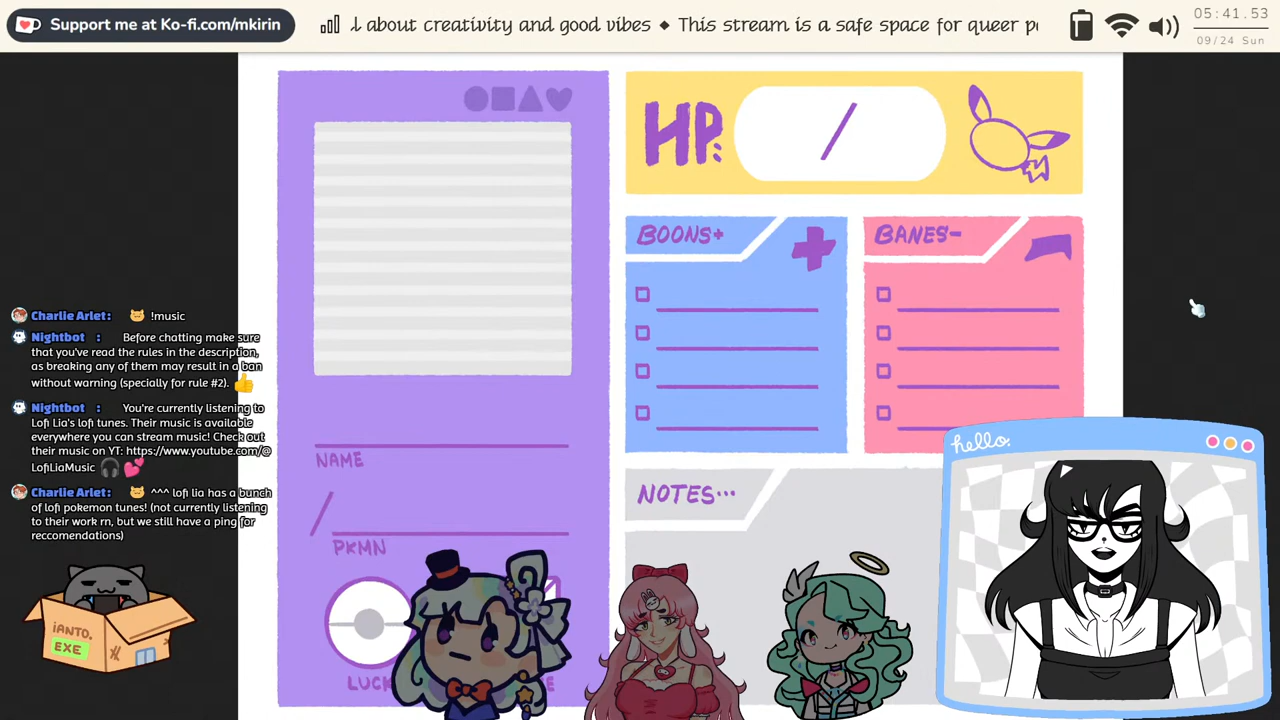 Support me at Ko-fi.com/mkirin
about creativity and good vibes ◆ This stream is a safe space for queer
05:41.53
09/24 Sun
HP: /
BOONS+
BANES-
NOTES...
NAME
/
PKMN
LUCK
Charlie Arlet: !music
Nightbot : Before chatting make sure
that you've read the rules in the description,
as breaking any of them may result in a ban
without warning (specially for rule #2).
Nightbot : You're currently listening to
Lofi Lia's lofi tunes. Their music is available
everywhere you can stream music! Check out
their music on YT: https://www.youtube.com/@
LofiLiaMusic
Charlie Arlet: ^^^ lofi lia has a bunch
of lofi pokemon tunes! (not currently listening
to their work rn, but we still have a ping for
reccomendations)
iANTO.
EXE
hello.